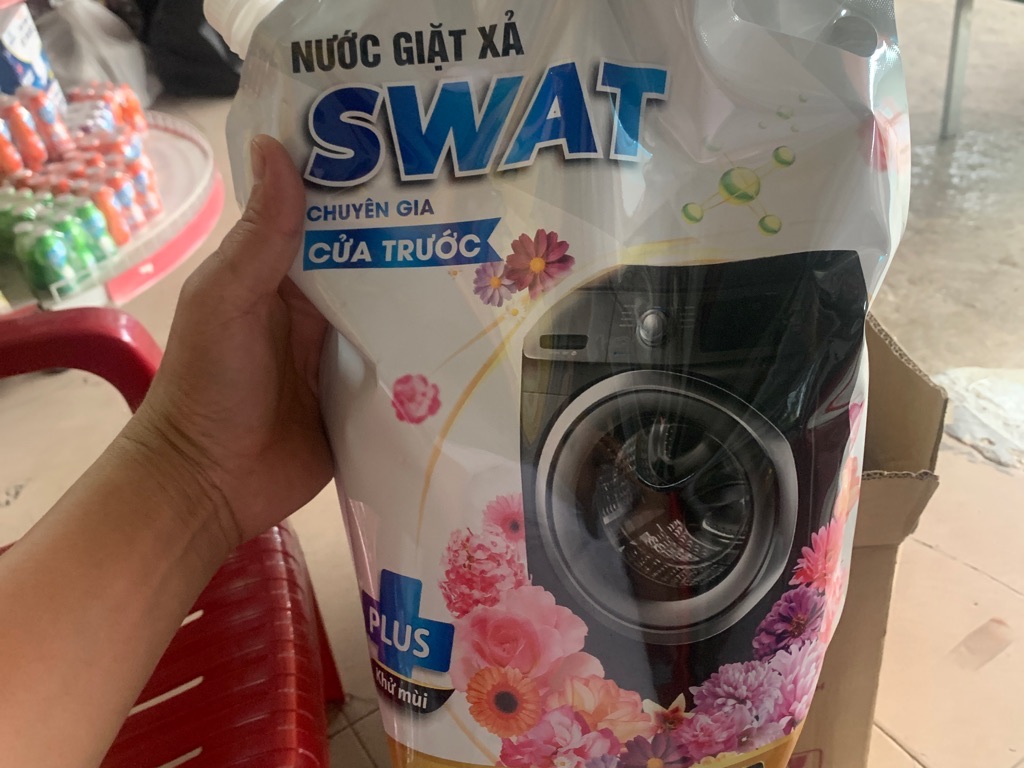 NƯỚC GIẶT XẢ
SWAT
CHUYÊN GIA
CỬA TRƯỚC
PLUS
Khử mùi